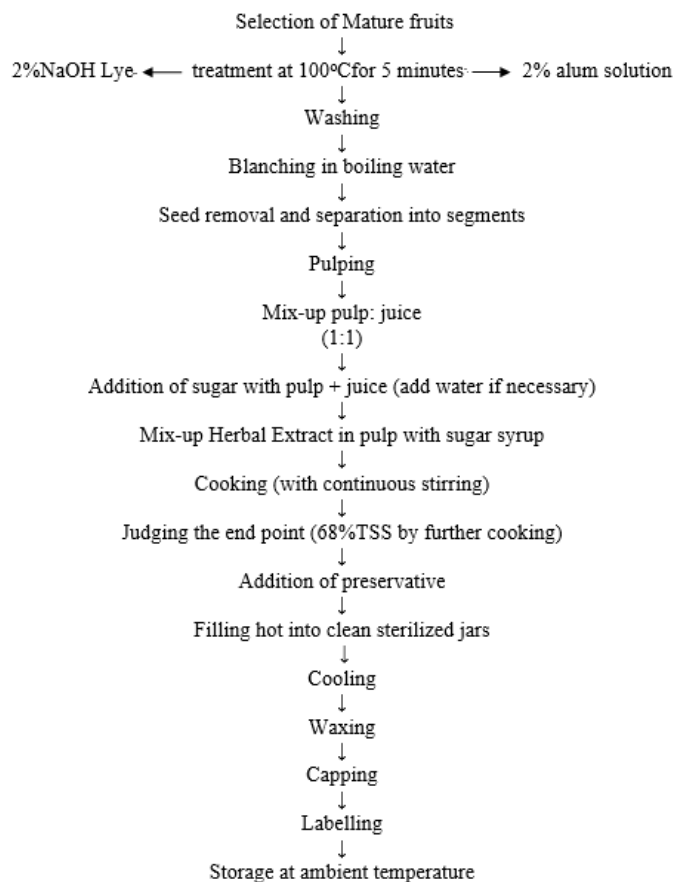 Selection of Mature fruits
↓
2%NaOH Lye ← treatment at 100°Cfor 5 minutes → 2% alum solution
↓
Washing
↓
Blanching in boiling water
↓
Seed removal and separation into segments
↓
Pulping
↓
Mix-up pulp: juice
(1:1)
↓
Addition of sugar with pulp + juice (add water if necessary)
↓
Mix-up Herbal Extract in pulp with sugar syrup
↓
Cooking (with continuous stirring)
↓
Judging the end point (68%TSS by further cooking)
↓
Addition of preservative
↓
Filling hot into clean sterilized jars
↓
Cooling
↓
Waxing
↓
Capping
↓
Labelling
↓
Storage at ambient temperature